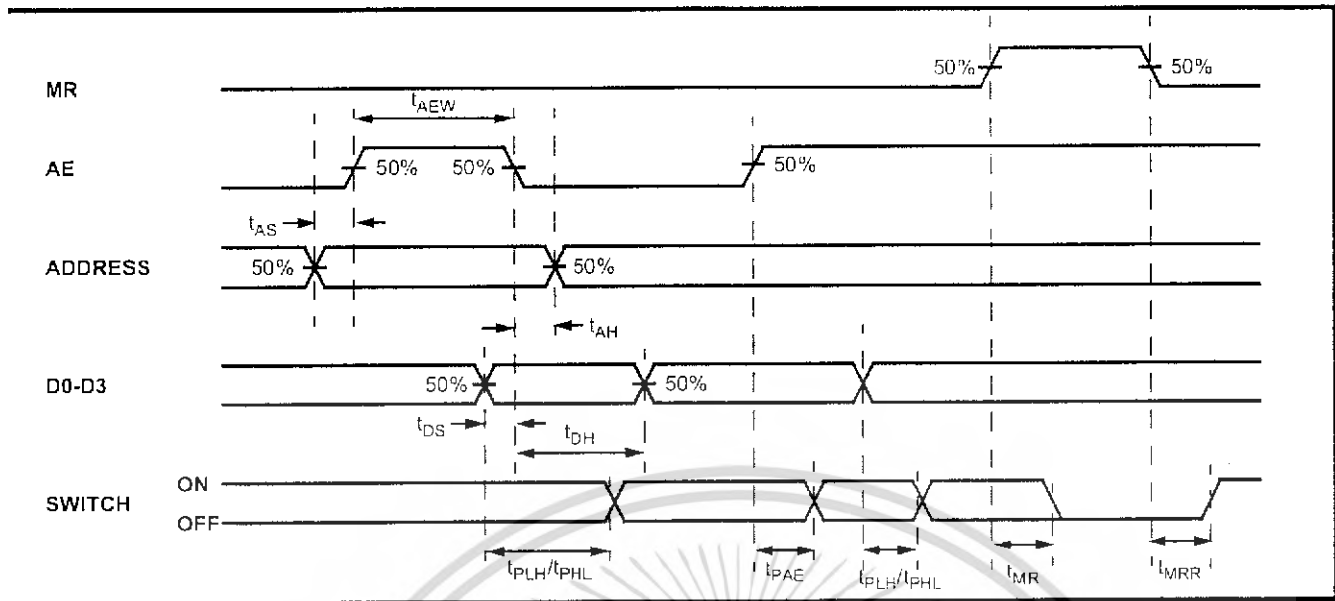 MR
50%
50%
tAEW
AE
50%
50%
50%
tAS
ADDRESS
50%
50%
tAH
D0-D3
50%
50%
tDS
tDH
SWITCH
ON
OFF
tPLH/tPHL
tPAE
tPLH/tPHL
tMR
tMRR